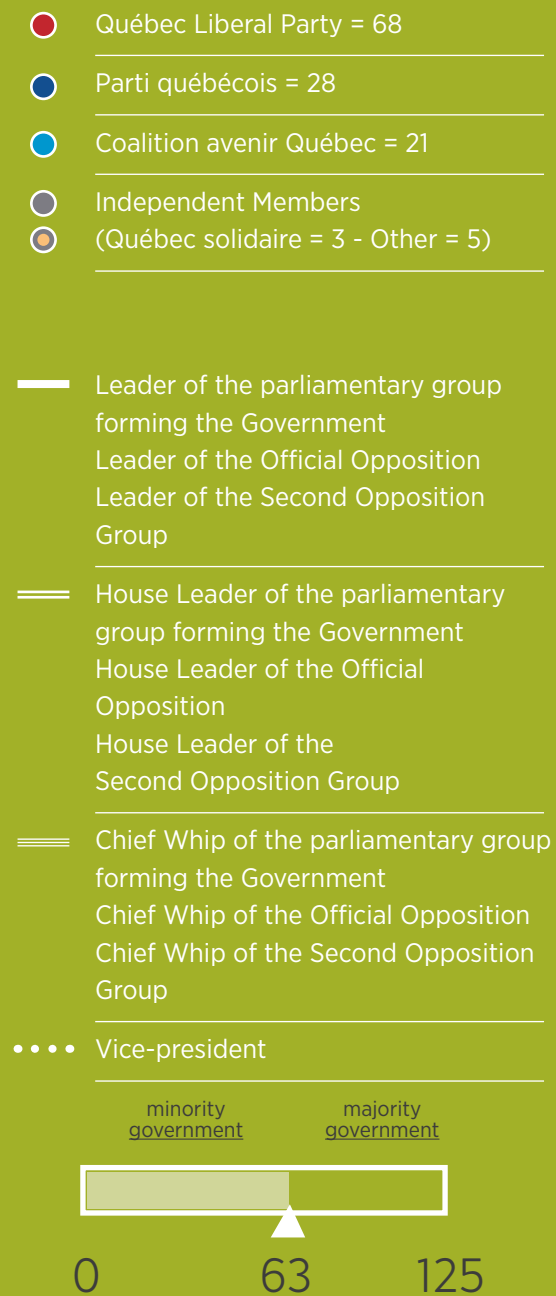 Québec Liberal Party = 68
Parti québécois = 28
Coalition avenir Québec = 21
Independent Members
(Québec solidaire = 3 - Other = 5)
Leader of the parliamentary group
forming the Government
Leader of the Official Opposition
Leader of the Second Opposition
Group
House Leader of the parliamentary
group forming the Government
House Leader of the Official
Opposition
House Leader of the
Second Opposition Group
Chief Whip of the parliamentary group
forming the Government
Chief Whip of the Official Opposition
Chief Whip of the Second Opposition
Group
Vice-president
minority majority
government government
0 63 125